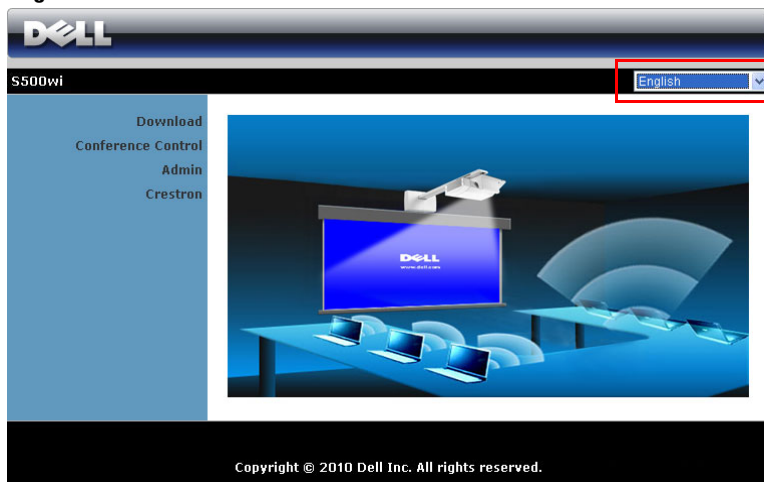 DELL
S500wi
English
Download
Conference Control
Admin
Crestron
DELL
www.dell.com
Copyright © 2010 Dell Inc. All rights reserved.